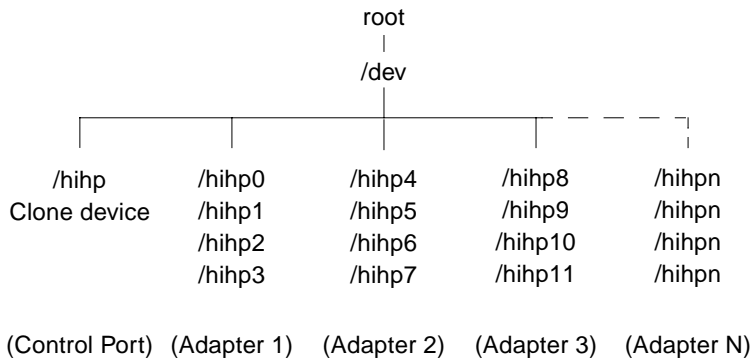 root
/dev
/hihp /hihp0 /hihp4 /hihp8 /hihpn
Clone device /hihp1 /hihp5 /hihp9 /hihpn
/hihp2 /hihp6 /hihp10 /hihpn
/hihp3 /hihp7 /hihp11 /hihpn
(Control Port) (Adapter 1) (Adapter 2) (Adapter 3) (Adapter N)